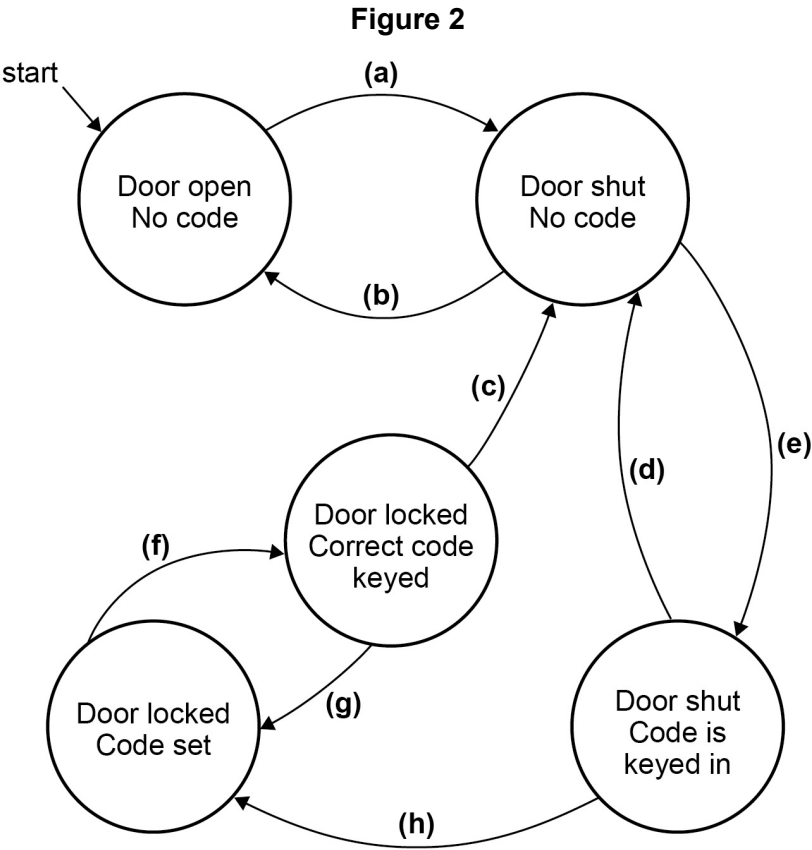 Figure 2
start
(a)
Door open
No code
Door shut
No code
(b)
(c)
(d)
(e)
Door locked
Correct code
keyed
(f)
(g)
Door locked
Code set
Door shut
Code is
keyed in
(h)